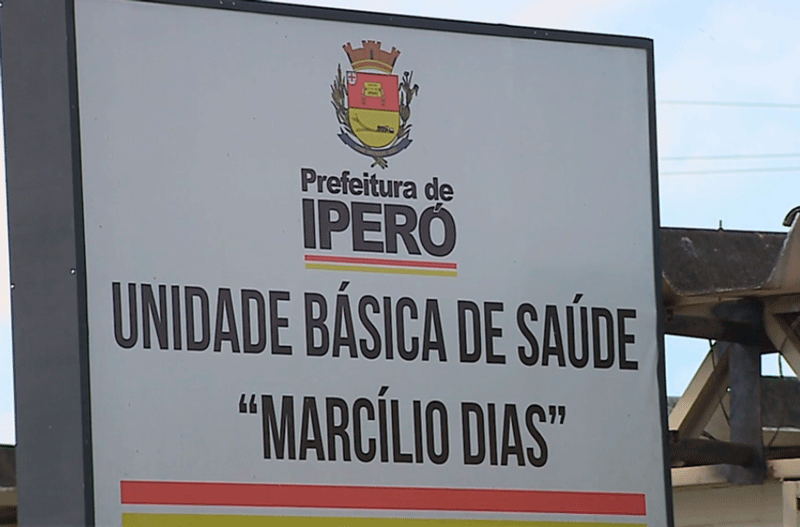 Prefeitura de
IPERÓ
UNIDADE BÁSICA DE SAÚDE
“MARCÍLIO DIAS”